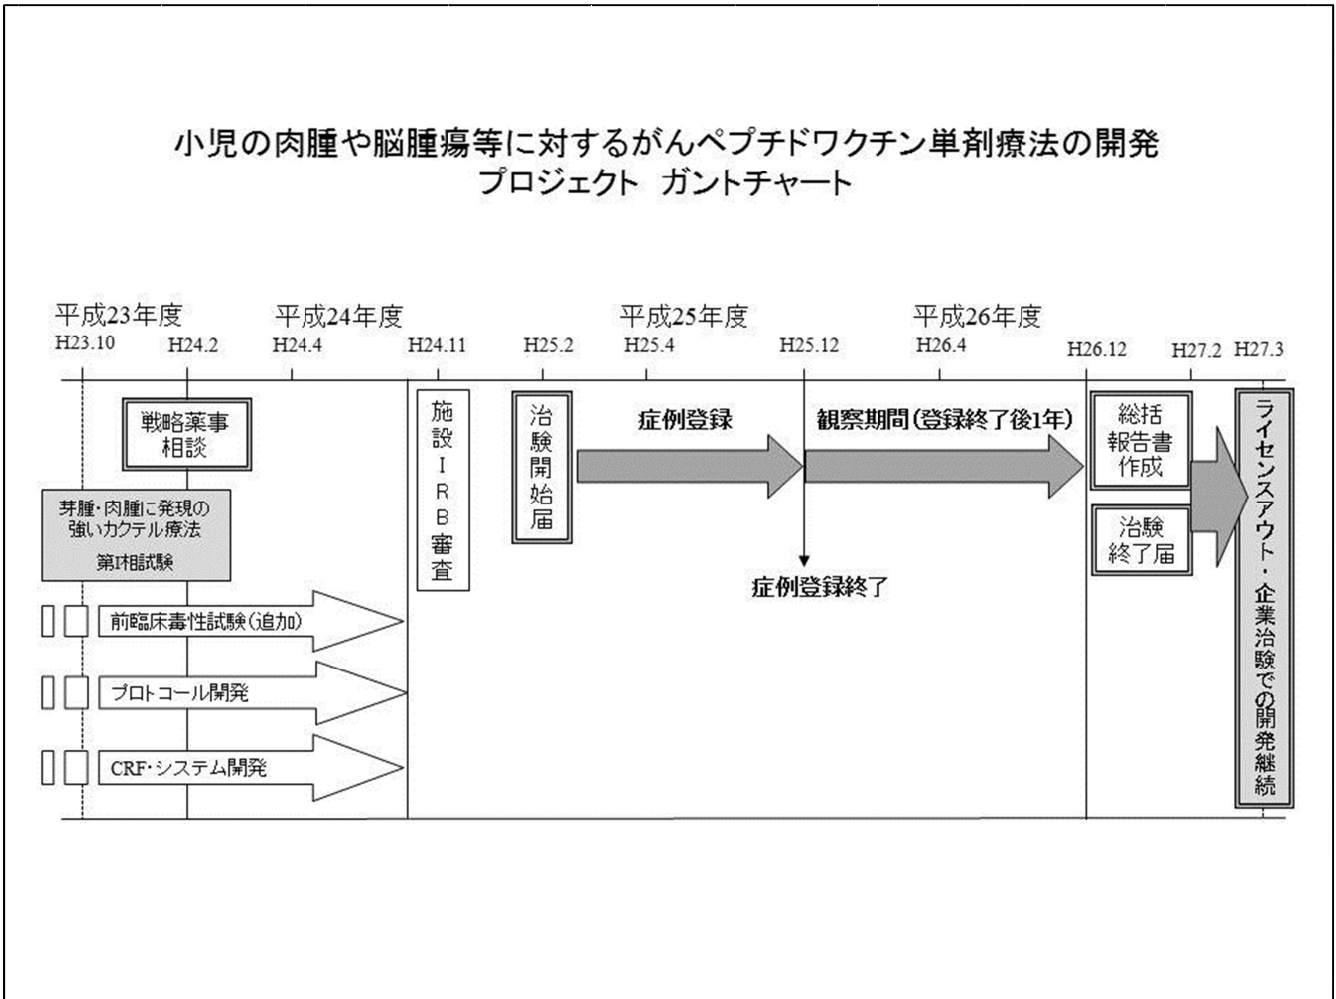 小児の肉腫や脳腫瘍等に対するがんペプチドワクチン単剤療法の開発
プロジェクト ガントチャート
平成23年度
平成24年度
平成25年度
平成26年度
H23.10
H24.2
H24.4
H24.11
H25.2
H25.4
H25.12
H26.4
H26.12
H27.2
H27.3
戦略薬事
相談
芽腫・肉腫に発現の
強いカクテル療法
第I相試験
前臨床毒性試験(追加)
プロトコール開発
CRF・システム開発
施設IRB審査
治験開始届
症例登録
観察期間(登録終了後1年)
症例登録終了
総括
報告書
作成
治験
終了届
ライセンスアウト・企業治験での開発継続